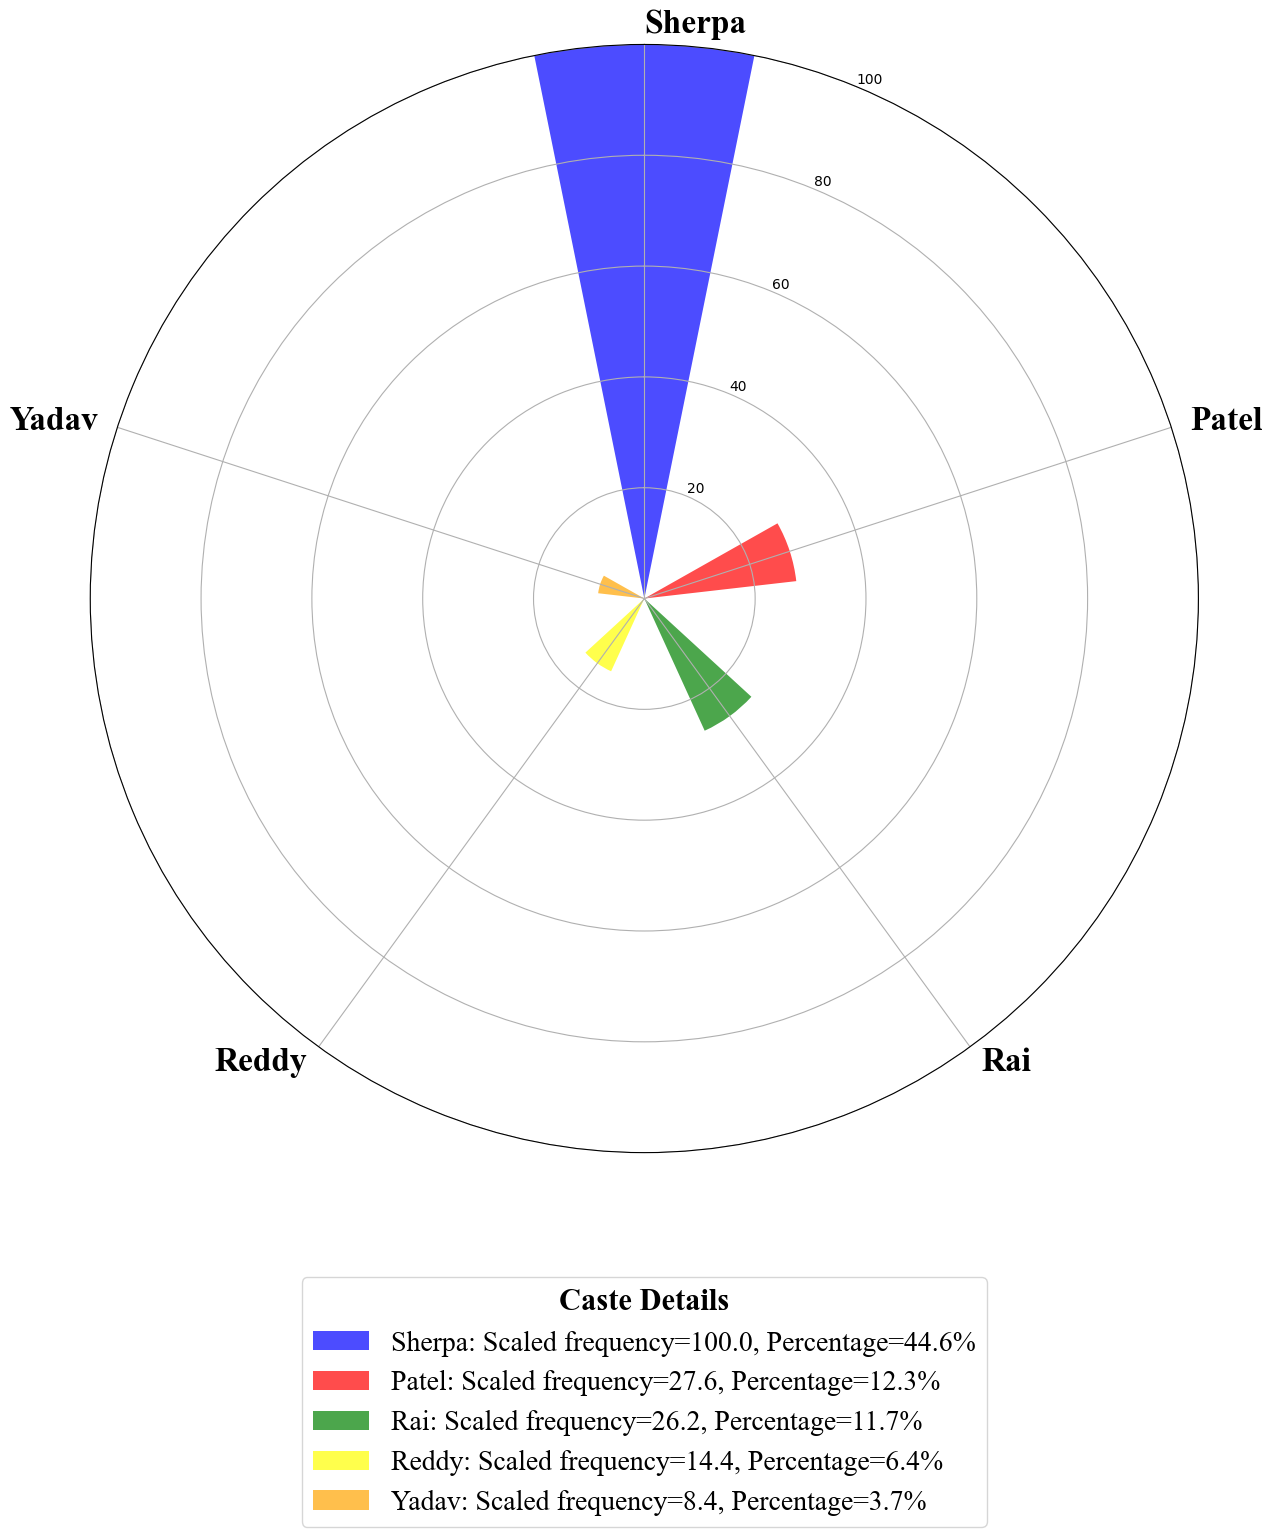 Sherpa
100
80
60
40
20
Yadav
Patel
Reddy
Rai
Caste Details
Sherpa: Scaled frequency=100.0, Percentage=44.6%
Patel: Scaled frequency=27.6, Percentage=12.3%
Rai: Scaled frequency=26.2, Percentage=11.7%
Reddy: Scaled frequency=14.4, Percentage=6.4%
Yadav: Scaled frequency=8.4, Percentage=3.7%